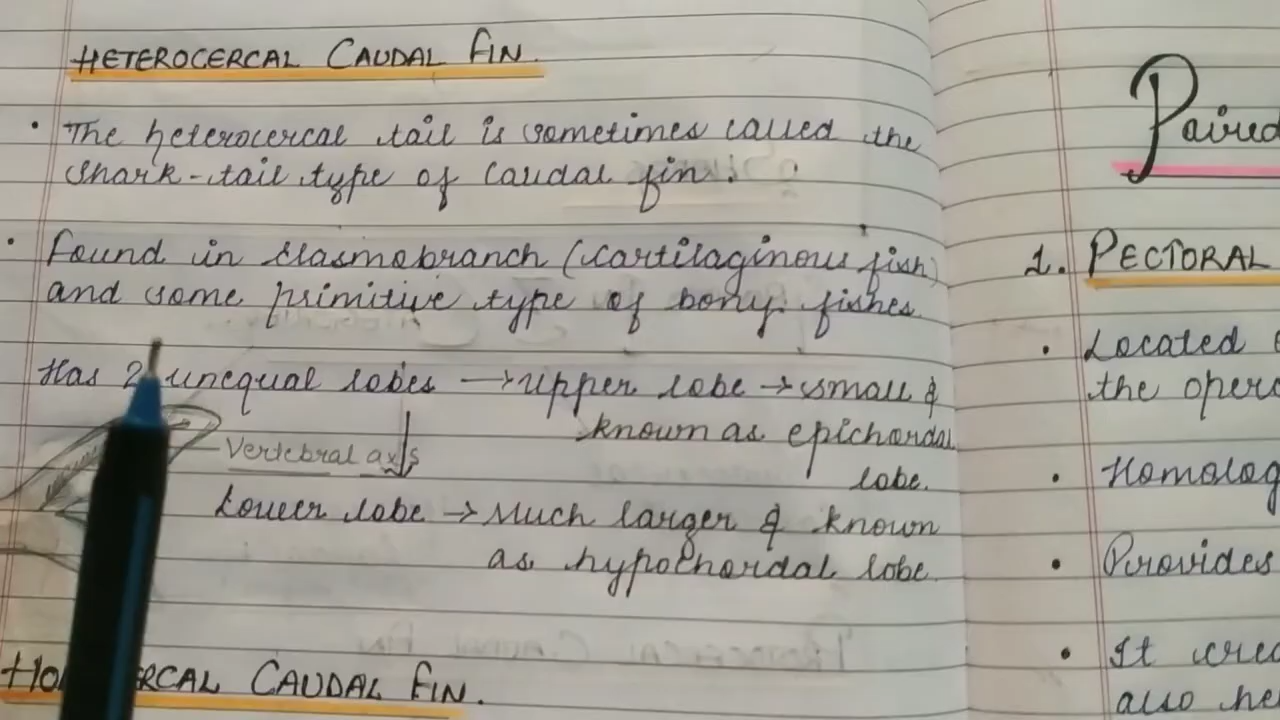 HETEROCERCAL CAUDAL FIN.
• The heterocercal tail is sometimes called the
shark-tail type of caudal fin.
• Found in Elasmobranch (cartilaginous fish)
and some primitive type of bony fishes.
Has 2 unequal lobes → upper lobe → small &
known as epichordal
lobe.
Vertebral axis
Lower lobe → Much larger & known
as hypochordal lobe.
CAUDAL FIN.
Paired
1. PECTORAL
• Located
the
• 
• Provides
• It
also